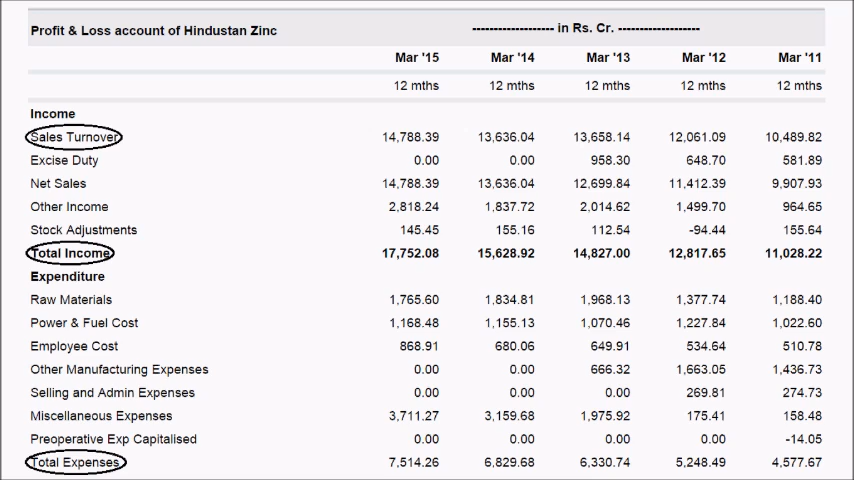 Profit & Loss account of Hindustan Zinc ------------------- in Rs. Cr. -------------------
Mar '15 Mar '14 Mar '13 Mar '12 Mar '11
12 mths 12 mths 12 mths 12 mths 12 mths
Income
Sales Turnover 14,788.39 13,636.04 13,658.14 12,061.09 10,489.82
Excise Duty 0.00 0.00 958.30 648.70 581.89
Net Sales 14,788.39 13,636.04 12,699.84 11,412.39 9,907.93
Other Income 2,818.24 1,837.72 2,014.62 1,499.70 964.65
Stock Adjustments 145.45 155.16 112.54 -94.44 155.64
Total Income 17,752.08 15,628.92 14,827.00 12,817.65 11,028.22
Expenditure
Raw Materials 1,765.60 1,834.81 1,968.13 1,377.74 1,188.40
Power & Fuel Cost 1,168.48 1,155.13 1,070.46 1,227.84 1,022.60
Employee Cost 868.91 680.06 649.91 534.64 510.78
Other Manufacturing Expenses 0.00 0.00 666.32 1,663.05 1,436.73
Selling and Admin Expenses 0.00 0.00 0.00 269.81 274.73
Miscellaneous Expenses 3,711.27 3,159.68 1,975.92 175.41 158.48
Preoperative Exp Capitalised 0.00 0.00 0.00 0.00 -14.05
Total Expenses 7,514.26 6,829.68 6,330.74 5,248.49 4,577.67